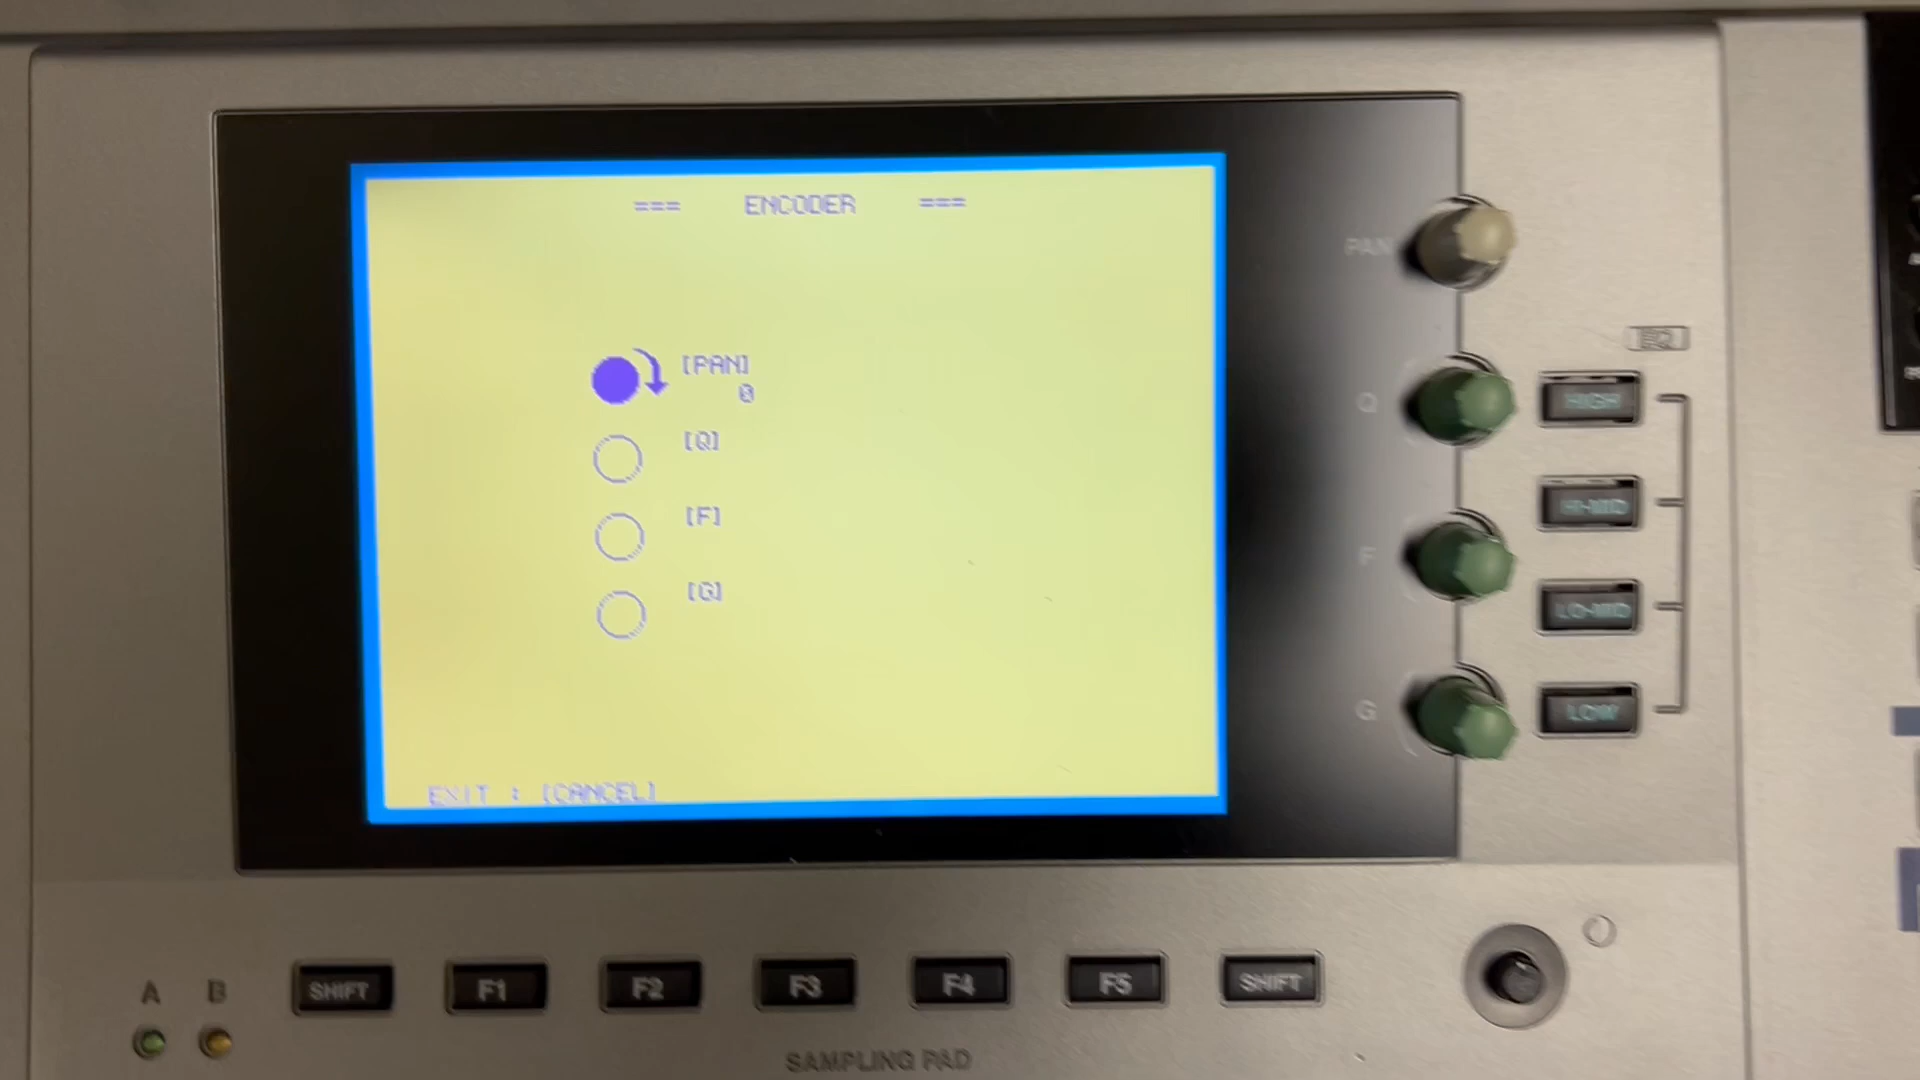 === ENCODER ===
PAN
[PAN]
0
EQ
Q
HIGH
[Q]
HI-MID
[F]
F
[G]
LO-MID
G
LOW
EXIT : [CANCEL]
A B
SHIFT F1 F2 F3 F4 F5 SHIFT
SAMPLING PAD